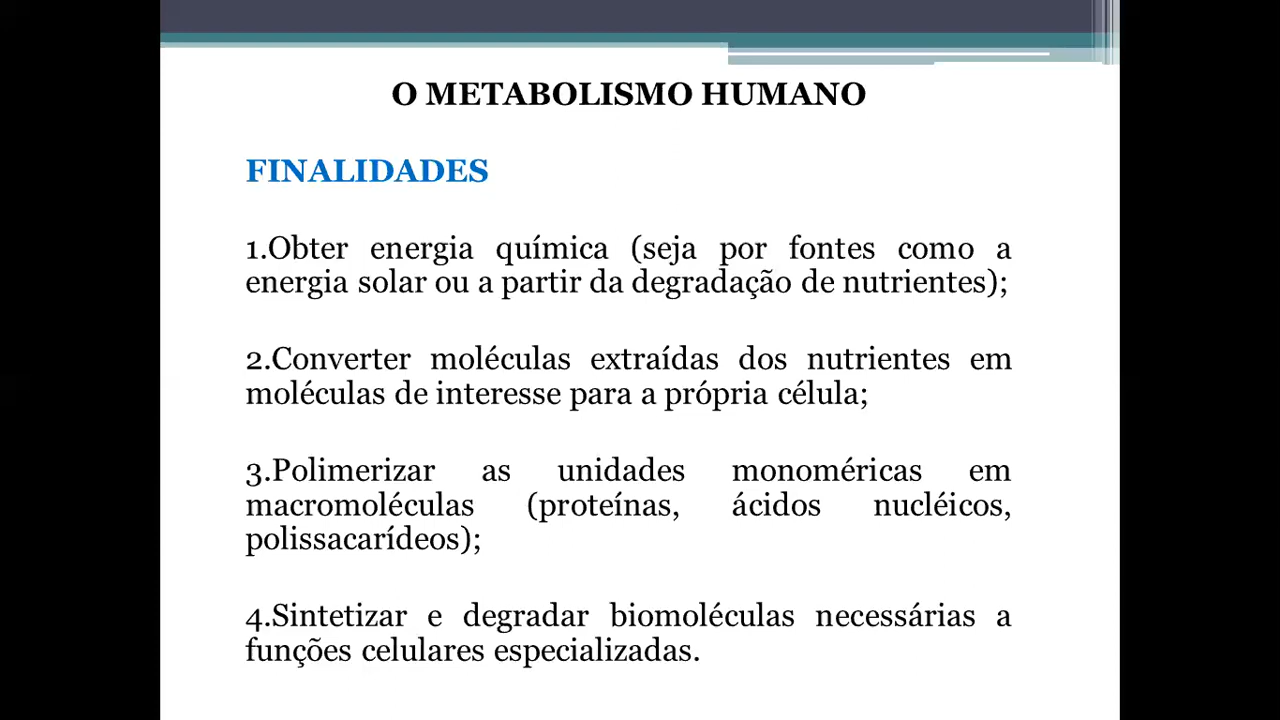 O METABOLISMO HUMANO
FINALIDADES
1.Obter energia química (seja por fontes como a
energia solar ou a partir da degradação de nutrientes);
2.Converter moléculas extraídas dos nutrientes em
moléculas de interesse para a própria célula;
3.Polimerizar as unidades monoméricas em
macromoléculas (proteínas, ácidos nucléicos,
polissacarídeos);
4.Sintetizar e degradar biomoléculas necessárias a
funções celulares especializadas.